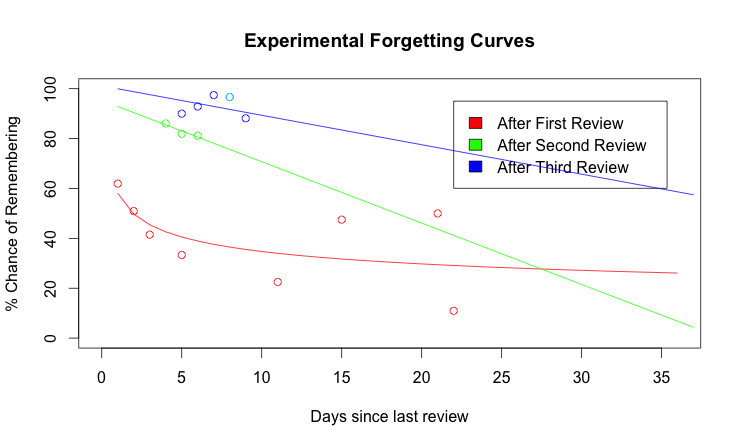 Experimental Forgetting Curves
% Chance of Remembering
100
80
60
40
20
0
After First Review
After Second Review
After Third Review
0 5 10 15 20 25 30 35
Days since last review